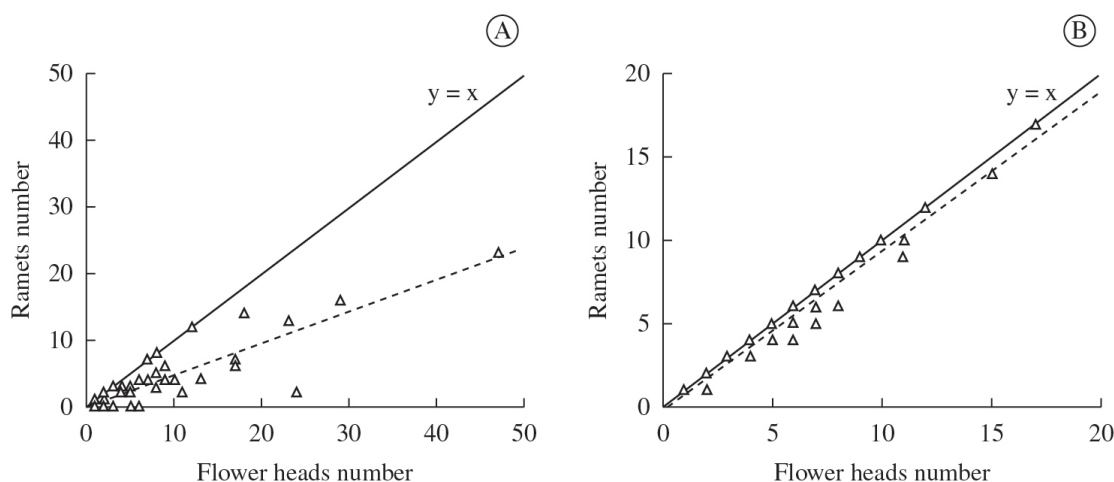 A
50
40
30
20
10
0
y = x
Ramets number
0 10 20 30 40 50
Flower heads number
B
20
15
10
5
0
y = x
Ramets number
0 5 10 15 20
Flower heads number